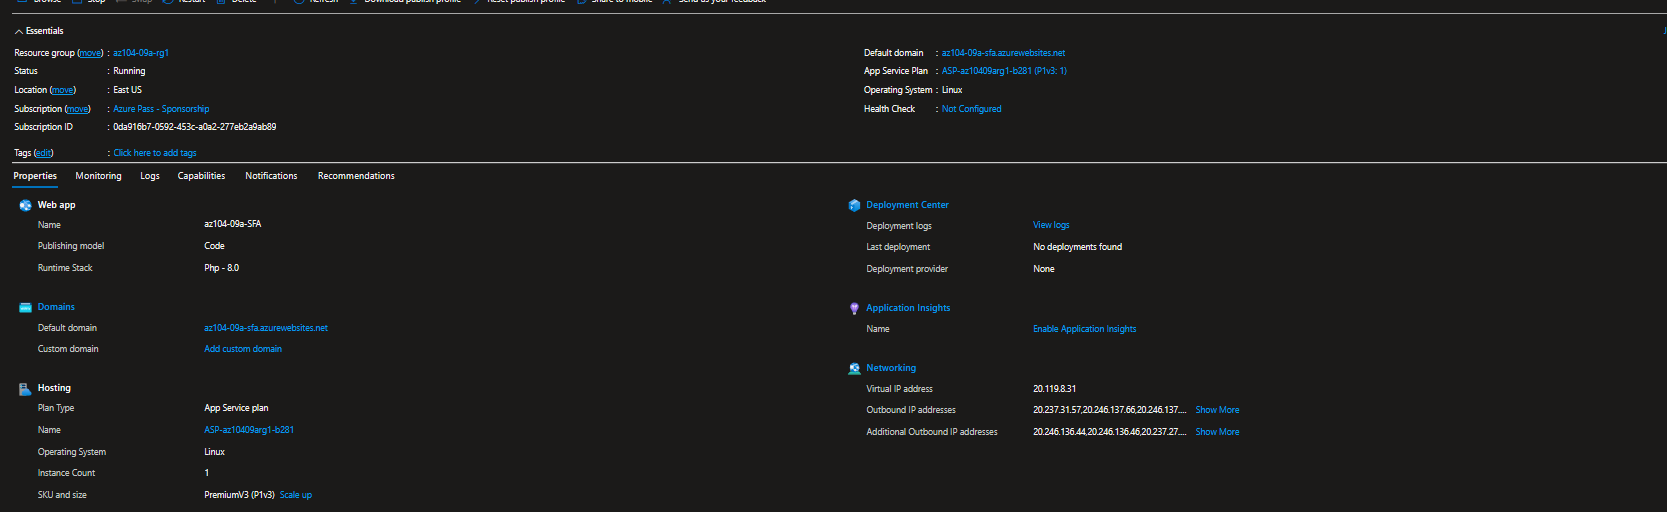 Browse Stop Swap Restart Delete Refresh Download publish profile Reset publish profile Share to mobile Send us your feedback
Essentials
Resource group (move) : az104-09a-rg1
Status : Running
Location (move) : East US
Subscription (move) : Azure Pass - Sponsorship
Subscription ID : 0da916b7-0592-453c-a0a2-277eb2a9ab89
Tags (edit) : Click here to add tags
Default domain : az104-09a-sfa.azurewebsites.net
App Service Plan : ASP-az10409arg1-b281 (P1v3: 1)
Operating System : Linux
Health Check : Not Configured
Properties Monitoring Logs Capabilities Notifications Recommendations
Web app
Name az104-09a-SFA
Publishing model Code
Runtime Stack Php - 8.0
Domains
Default domain az104-09a-sfa.azurewebsites.net
Custom domain Add custom domain
Hosting
Plan Type App Service plan
Name ASP-az10409arg1-b281
Operating System Linux
Instance Count 1
SKU and size PremiumV3 (P1v3) Scale up
Deployment Center
Deployment logs View logs
Last deployment No deployments found
Deployment provider None
Application Insights
Name Enable Application Insights
Networking
Virtual IP address 20.119.8.31
Outbound IP addresses 20.237.31.57,20.246.137.66,20.246.137.... Show More
Additional Outbound IP addresses 20.246.136.44,20.246.136.46,20.237.27.... Show More